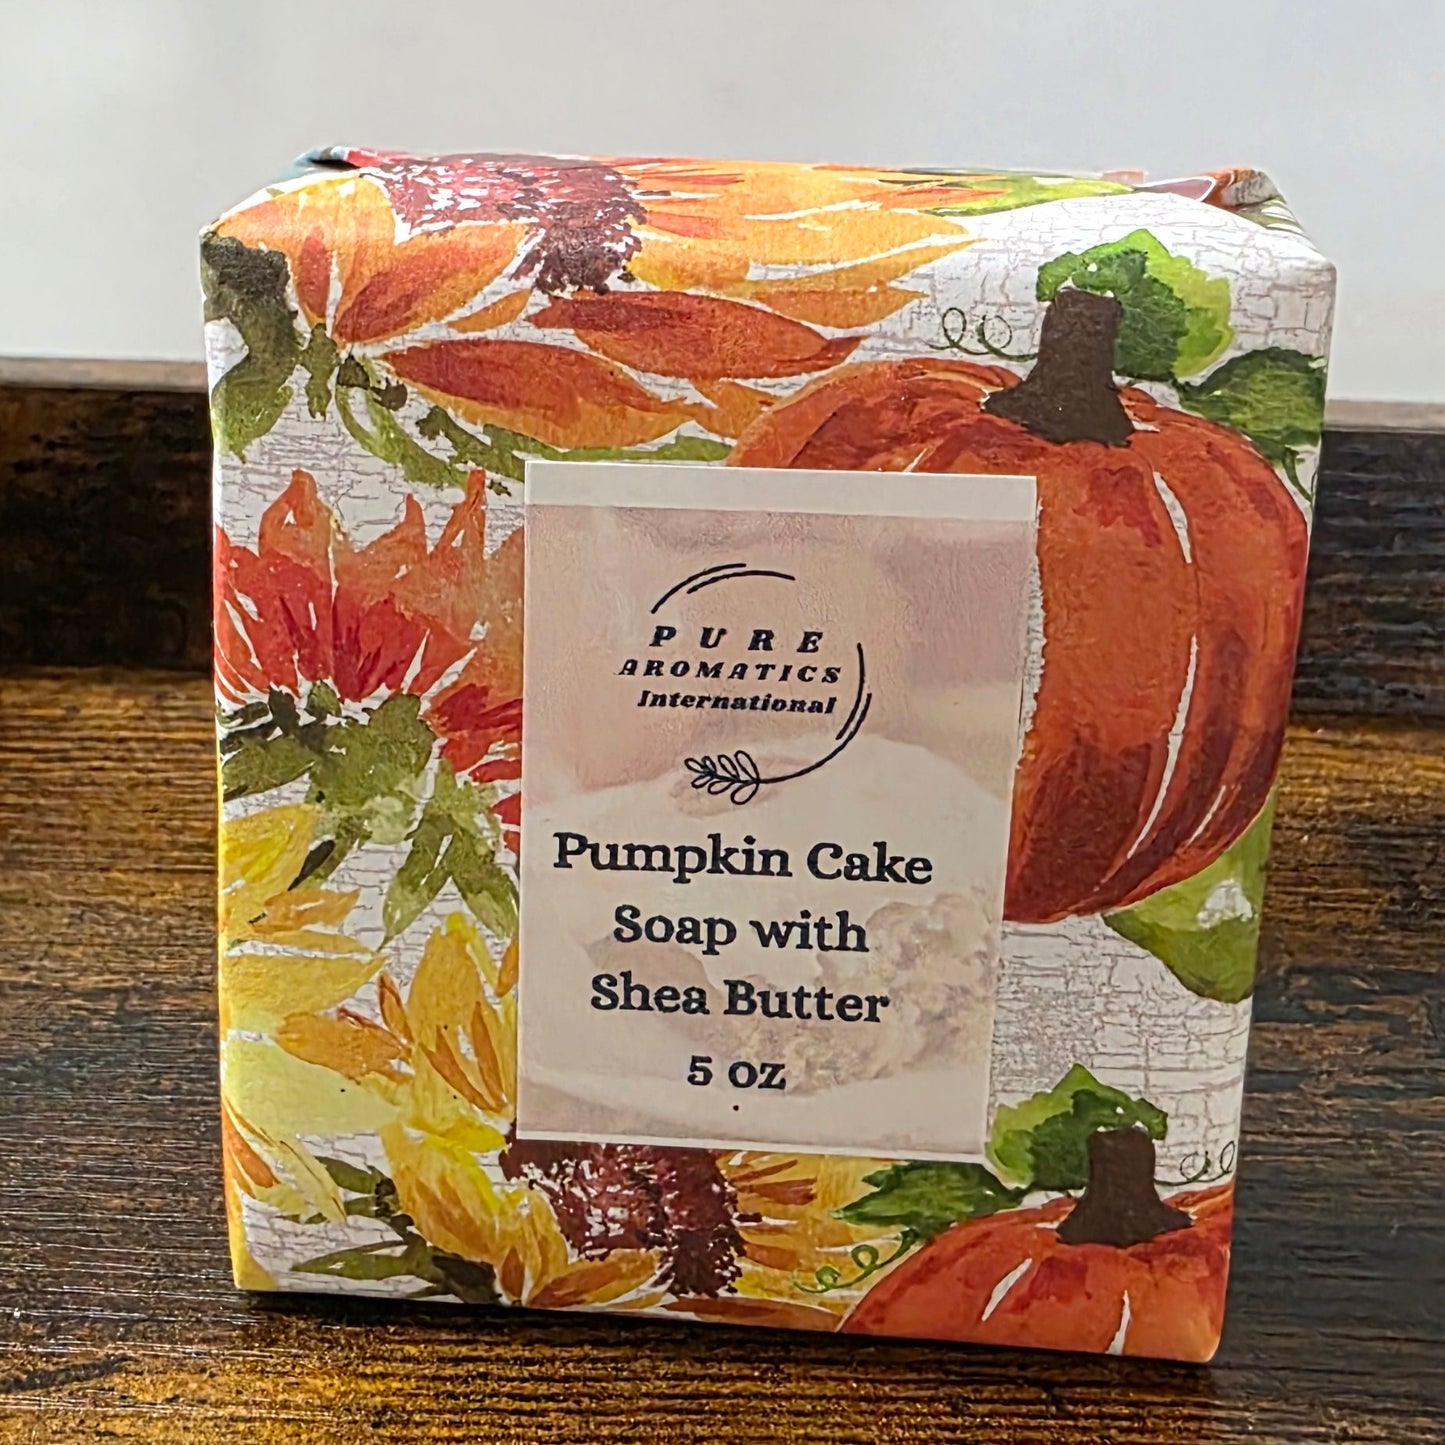 PURE
AROMATICS
International
Pumpkin Cake
Soap with
Shea Butter
5 oz